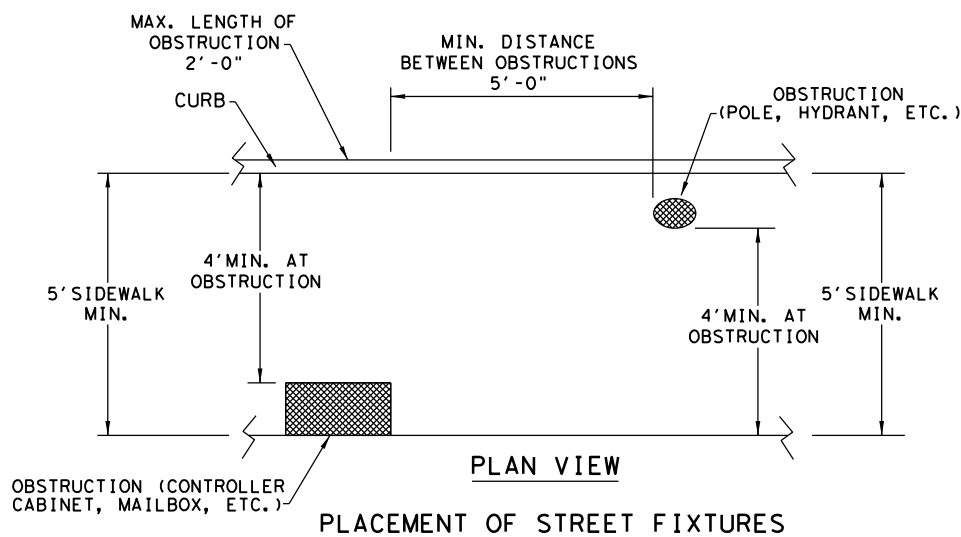 MAX. LENGTH OF
OBSTRUCTION
2'-0"
MIN. DISTANCE
BETWEEN OBSTRUCTIONS
5'-0"
CURB
OBSTRUCTION
(POLE, HYDRANT, ETC.)
4'MIN. AT
OBSTRUCTION
5'SIDEWALK
MIN.
4'MIN. AT
OBSTRUCTION
5'SIDEWALK
MIN.
OBSTRUCTION (CONTROLLER
CABINET, MAILBOX, ETC.)
PLAN VIEW
PLACEMENT OF STREET FIXTURES